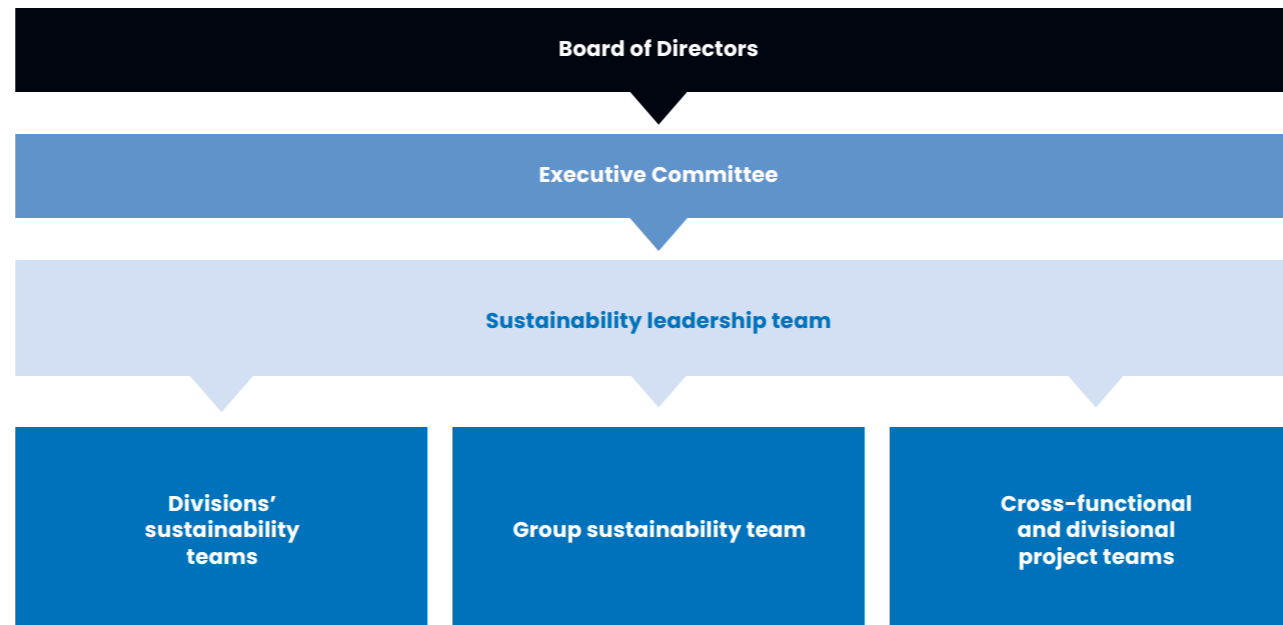 Board of Directors
Executive Committee
Sustainability leadership team
Divisions’
sustainability
teams
Group sustainability team
Cross-functional
and divisional
project teams